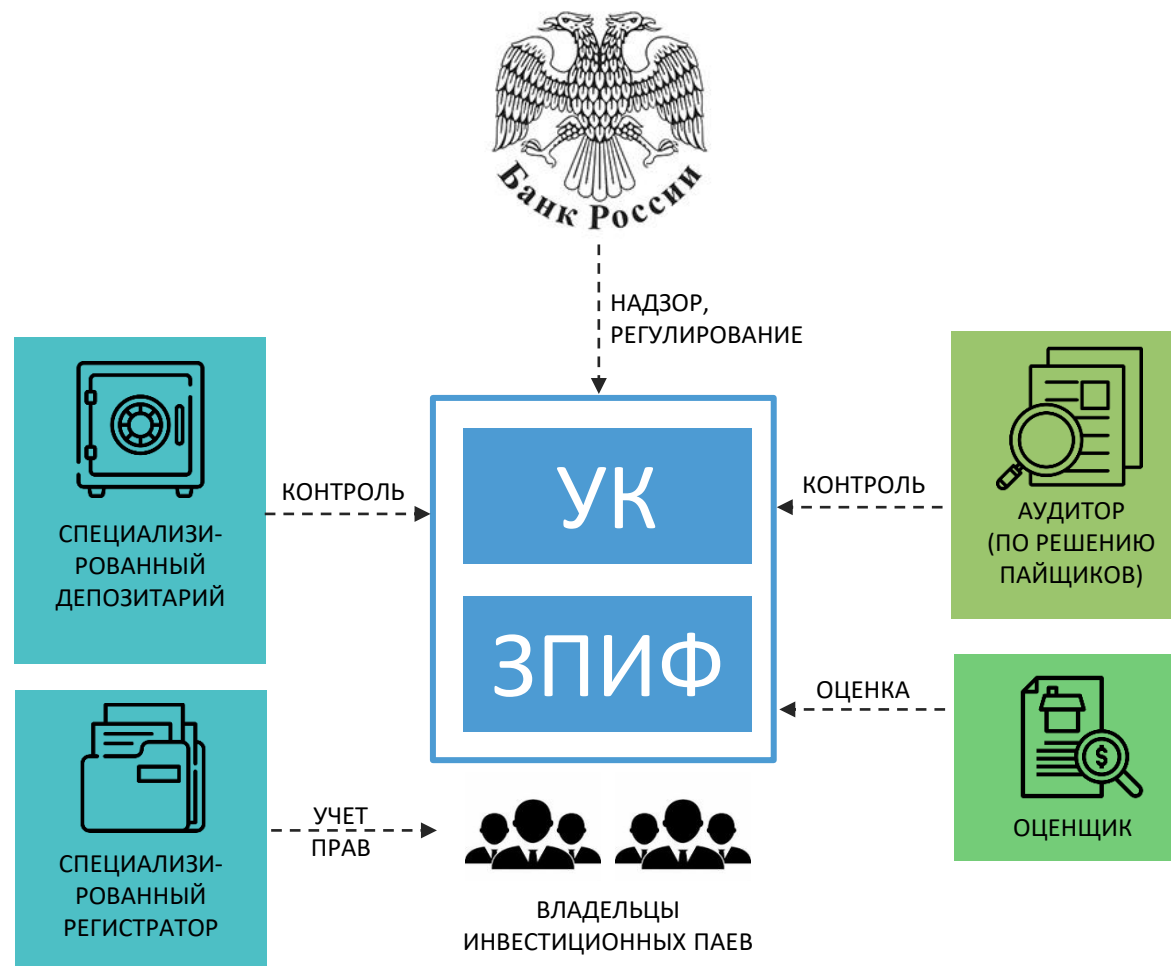 Банк России
НАДЗОР,
РЕГУЛИРОВАНИЕ
СПЕЦИАЛИЗИ-
РОВАННЫЙ
ДЕПОЗИТАРИЙ
КОНТРОЛЬ
УК
ЗПИФ
КОНТРОЛЬ
АУДИТОР
(ПО РЕШЕНИЮ
ПАЙЩИКОВ)
ОЦЕНКА
$
ОЦЕНЩИК
СПЕЦИАЛИЗИ-
РОВАННЫЙ
РЕГИСТРАТОР
УЧЕТ
ПРАВ
ВЛАДЕЛЬЦЫ
ИНВЕСТИЦИОННЫХ ПАЕВ